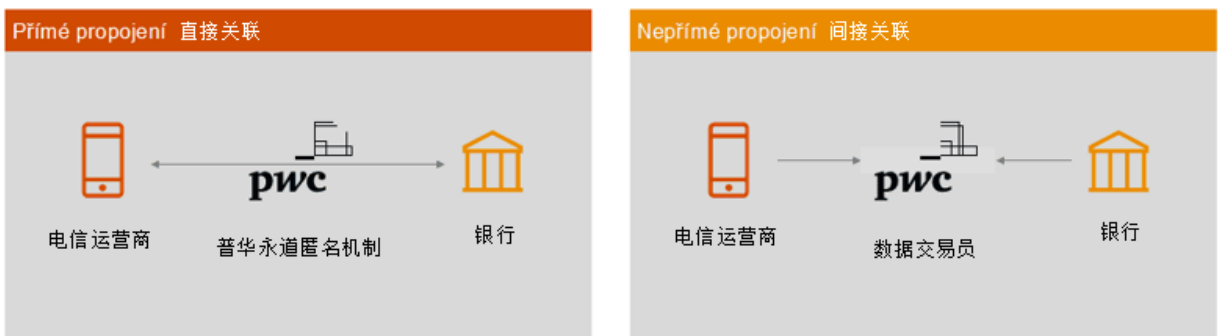 Přímé propojení 直接关联
pwc
电信运营商
普华永道匿名机制
银行
Nepřímé propojení 间接关联
pwc
电信运营商
数据交易员
银行